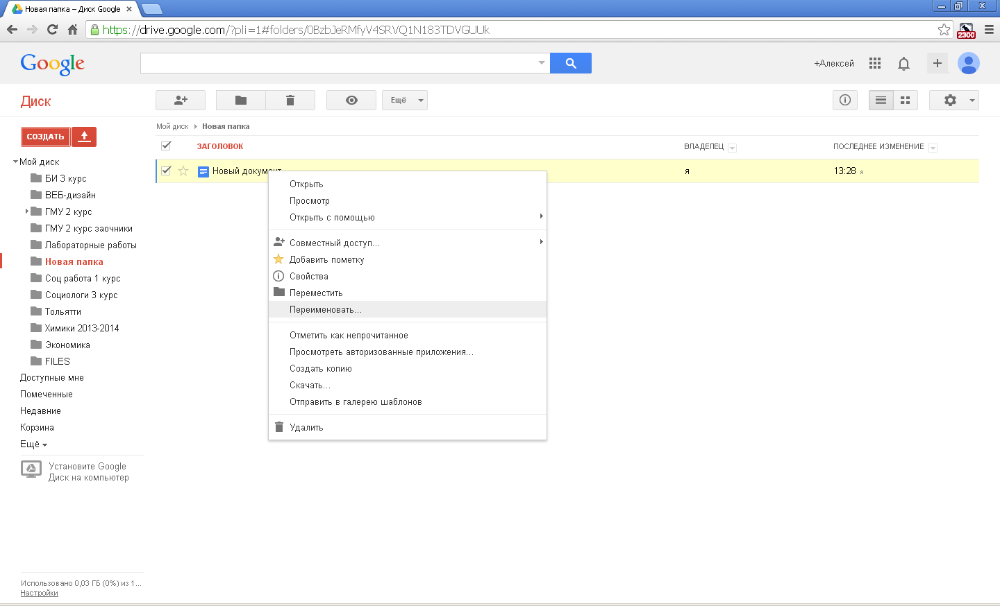 Новая папка – Диск Google
https://drive.google.com/?pli=1#folders/0BzbJeRMfyV4SRVQ1N183TDVGUUk
2300
Google
+Алексей
Диск
Ещё
Мой диск Новая папка
СОЗДАТЬ
ЗАГОЛОВОК ВЛАДЕЛЕЦ ПОСЛЕДНЕЕ ИЗМЕНЕНИЕ
Новый документ я 13:28 я
Мой диск
БИ 3 курс
ВЕБ-дизайн
ГМУ 2 курс
ГМУ 2 курс заочники
Лабораторные работы
Новая папка
Соц работа 1 курс
Социологи 3 курс
Тольятти
Химики 2013-2014
Экономика
FILES
Доступные мне
Помеченные
Недавние
Корзина
Ещё
Установите Google
Диск на компьютер
Использовано 0,03 ГБ (0%) из 1...
Настройки
Открыть
Просмотр
Открыть с помощью
Совместный доступ...
Добавить пометку
Свойства
Переместить
Переименовать...
Отметить как непрочитанное
Просмотреть авторизованные приложения...
Создать копию
Скачать...
Отправить в галерею шаблонов
Удалить